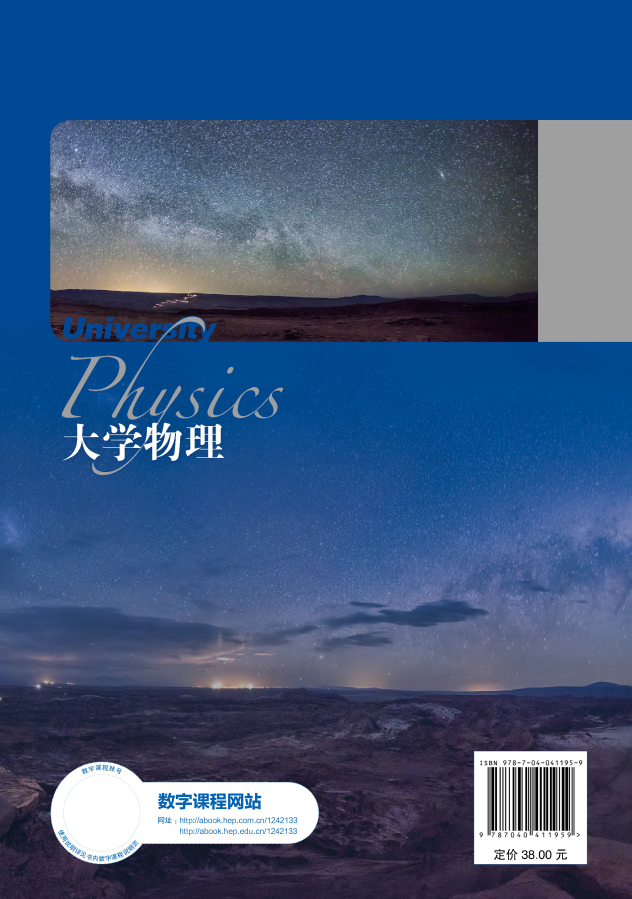 University
Physics
大学物理
数字课程账号
使用说明详见书内数字课程说明页
数字课程网站
网址：http://abook.hep.com.cn/1242133
http://abook.hep.edu.cn/1242133
ISBN 978-7-04-041195-9
9 787040 411959 >
定价 38.00 元